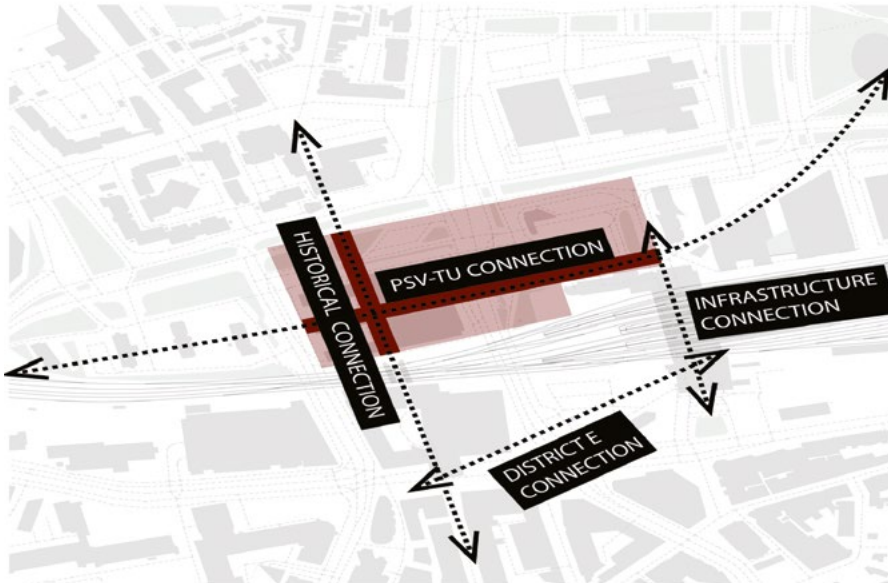 HISTORICAL CONNECTION
PSV-TU CONNECTION
INFRASTRUCTURE
CONNECTION
DISTRICT E
CONNECTION